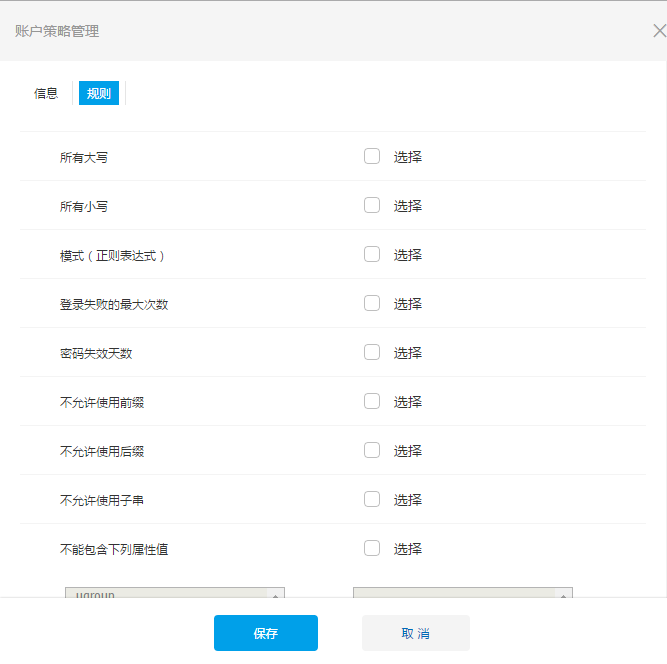 账户策略管理
信息 规则
所有大写 选择
所有小写 选择
模式（正则表达式） 选择
登录失败的最大次数 选择
密码失效天数 选择
不允许使用前缀 选择
不允许使用后缀 选择
不允许使用子串 选择
不能包含下列属性值 选择
ugroup
保存 取消